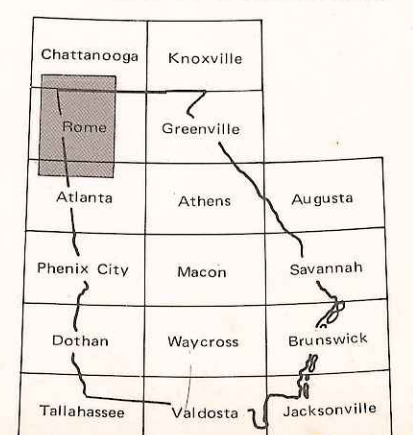 Chattanooga Knoxville
Rome Greenville
Atlanta Athens Augusta
Phenix City Macon Savannah
Dothan Waycross Brunswick
Tallahassee Valdosta Jacksonville